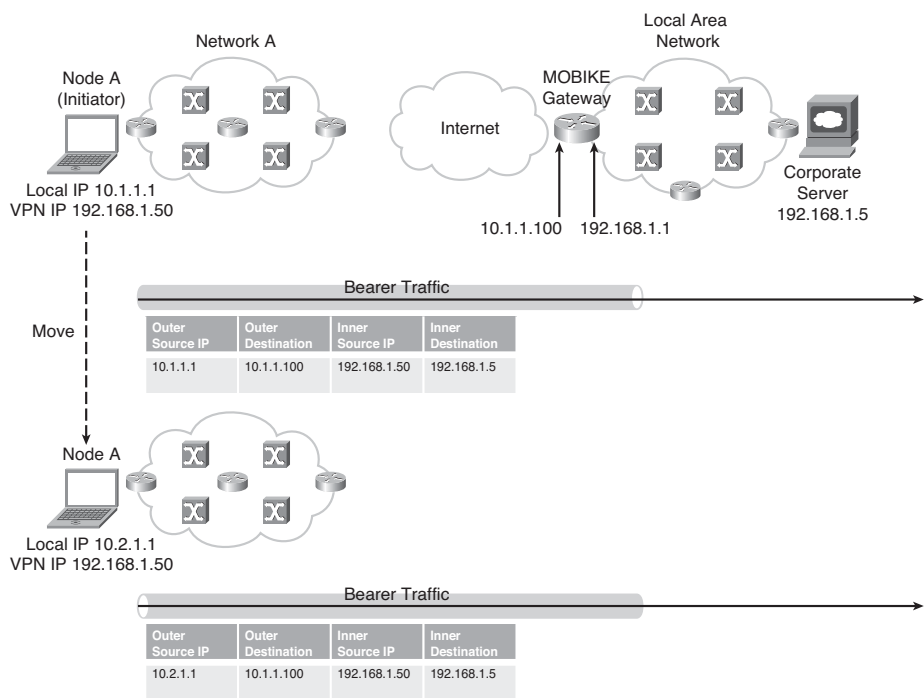 Network A
Local Area
Network
Node A
(Initiator)
MOBIKE
Gateway
Internet
Local IP 10.1.1.1
VPN IP 192.168.1.50
Corporate
Server
192.168.1.5
10.1.1.100
192.168.1.1
Bearer Traffic
Move
Outer
Source IP
Outer
Destination
Inner
Source IP
Inner
Destination
10.1.1.1
10.1.1.100
192.168.1.50
192.168.1.5
Node A
Local IP 10.2.1.1
VPN IP 192.168.1.50
Bearer Traffic
Outer
Source IP
Outer
Destination
Inner
Source IP
Inner
Destination
10.2.1.1
10.1.1.100
192.168.1.50
192.168.1.5